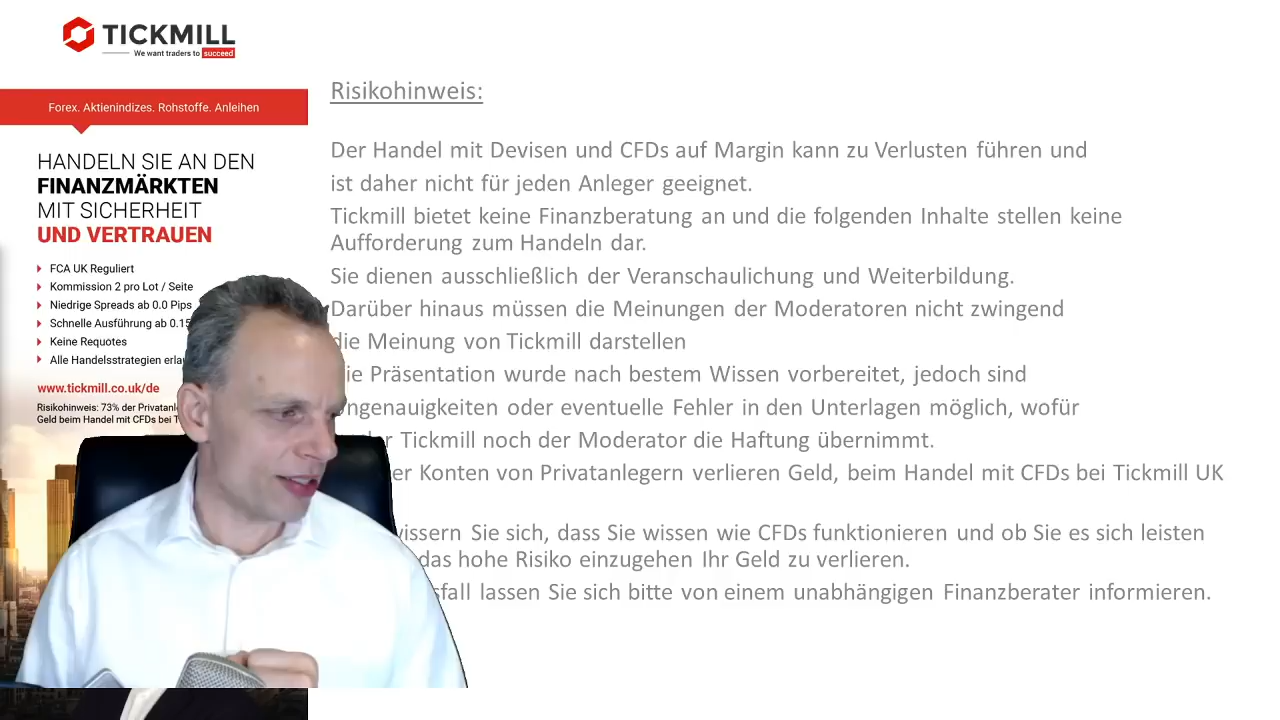 TICKMILL
We want traders to succeed
Forex. Aktienindizes. Rohstoffe. Anleihen
HANDELN SIE AN DEN
FINANZMÄRKTEN
MIT SICHERHEIT
UND VERTRAUEN
FCA UK Reguliert
Kommission 2 pro Lot / Seite
Niedrige Spreads ab 0.0 Pips
Schnelle Ausführung ab
Keine Requotes
Alle Handelsstrategien
www.tickmill.co.uk/de
Risikohinweis: 73% der
Geld beim Handel mit CFDs bei
Risikohinweis:
Der Handel mit Devisen und CFDs auf Margin kann zu Verlusten führen und
ist daher nicht für jeden Anleger geeignet.
Tickmill bietet keine Finanzberatung an und die folgenden Inhalte stellen keine
Aufforderung zum Handeln dar.
Sie dienen ausschließlich der Veranschaulichung und Weiterbildung.
Darüber hinaus müssen die Meinungen der Moderatoren nicht zwingend
die Meinung von Tickmill darstellen
Präsentation wurde nach bestem Wissen vorbereitet, jedoch sind
oder eventuelle Fehler in den Unterlagen möglich, wofür
Tickmill noch der Moderator die Haftung übernimmt.
Konten von Privatanlegern verlieren Geld, beim Handel mit CFDs bei Tickmill UK
Sie sich, dass Sie wissen wie CFDs funktionieren und ob Sie es sich leisten
das hohe Risiko einzugehen Ihr Geld zu verlieren.
lassen Sie sich bitte von einem unabhängigen Finanzberater informieren.